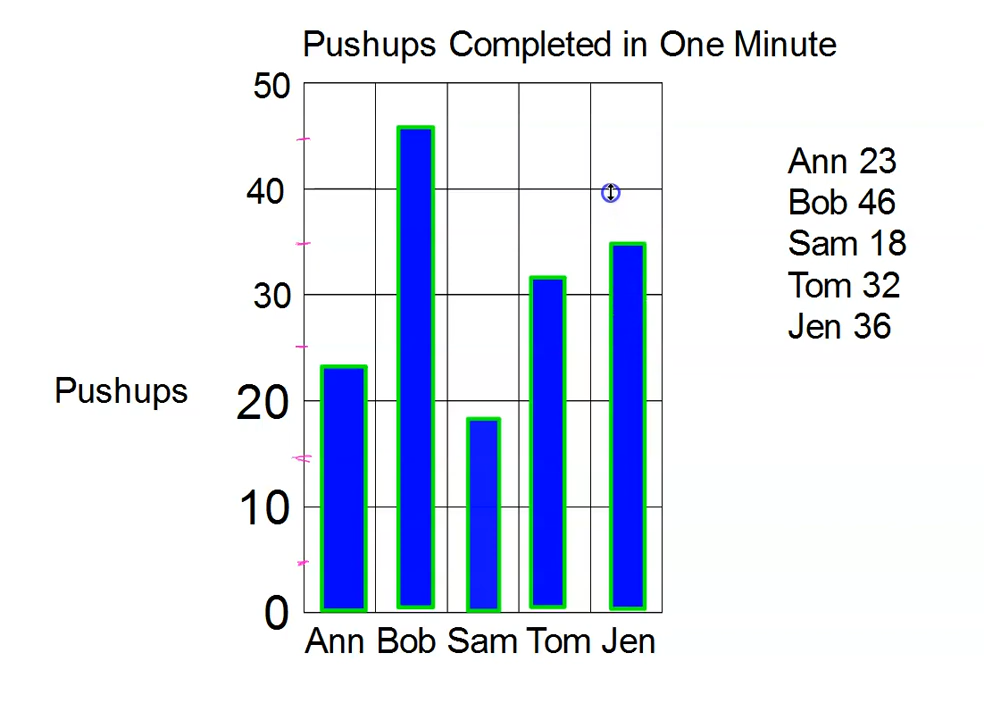 Pushups Completed in One Minute
50
40
30
20
10
0
Pushups
Ann Bob Sam Tom Jen
Ann 23
Bob 46
Sam 18
Tom 32
Jen 36